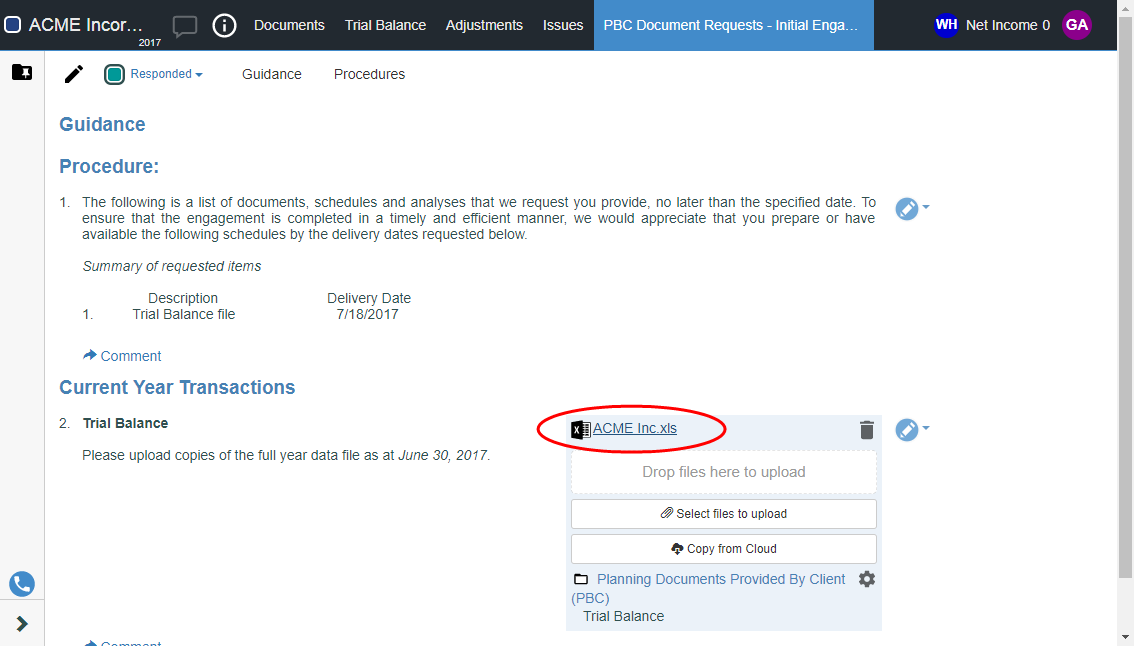 ACME Incor...
2017
Documents
Trial Balance
Adjustments
Issues
PBC Document Requests - Initial Enga...
WH
Net Income 0
GA
Responded
Guidance
Procedures
Guidance
Procedure:
1. The following is a list of documents, schedules and analyses that we request you provide, no later than the specified date. To
ensure that the engagement is completed in a timely and efficient manner, we would appreciate that you prepare or have
available the following schedules by the delivery dates requested below.
Summary of requested items
Description Delivery Date
1. Trial Balance file 7/18/2017
Comment
Current Year Transactions
2. Trial Balance
Please upload copies of the full year data file as at June 30, 2017.
ACME Inc.xls
Drop files here to upload
Select files to upload
Copy from Cloud
Planning Documents Provided By Client
(PBC)
Trial Balance
Comment